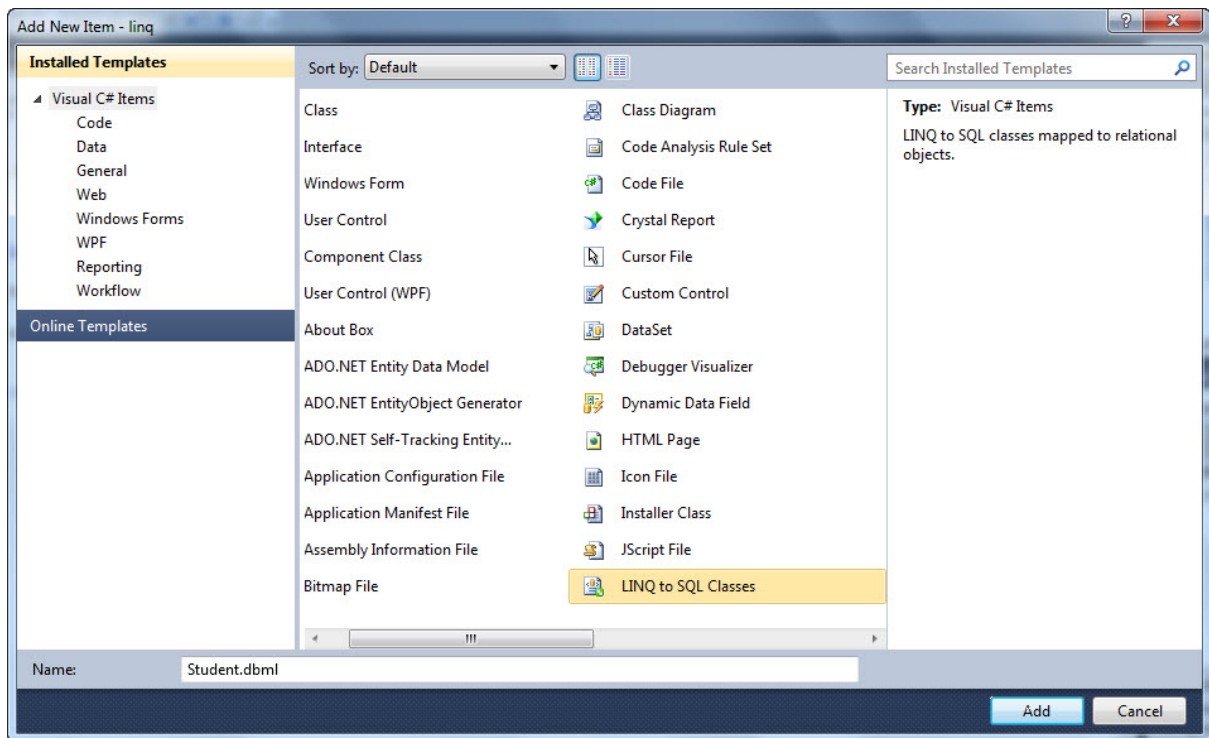 Add New Item - linq
Installed Templates
Visual C# Items
Code
Data
General
Web
Windows Forms
WPF
Reporting
Workflow
Online Templates
Sort by: Default
Class
Interface
Windows Form
User Control
Component Class
User Control (WPF)
About Box
ADO.NET Entity Data Model
ADO.NET EntityObject Generator
ADO.NET Self-Tracking Entity...
Application Configuration File
Application Manifest File
Assembly Information File
Bitmap File
Class Diagram
Code Analysis Rule Set
Code File
Crystal Report
Cursor File
Custom Control
DataSet
Debugger Visualizer
Dynamic Data Field
HTML Page
Icon File
Installer Class
JScript File
LINQ to SQL Classes
Search Installed Templates
Type: Visual C# Items
LINQ to SQL classes mapped to relational
objects.
Name: Student.dbml
Add
Cancel